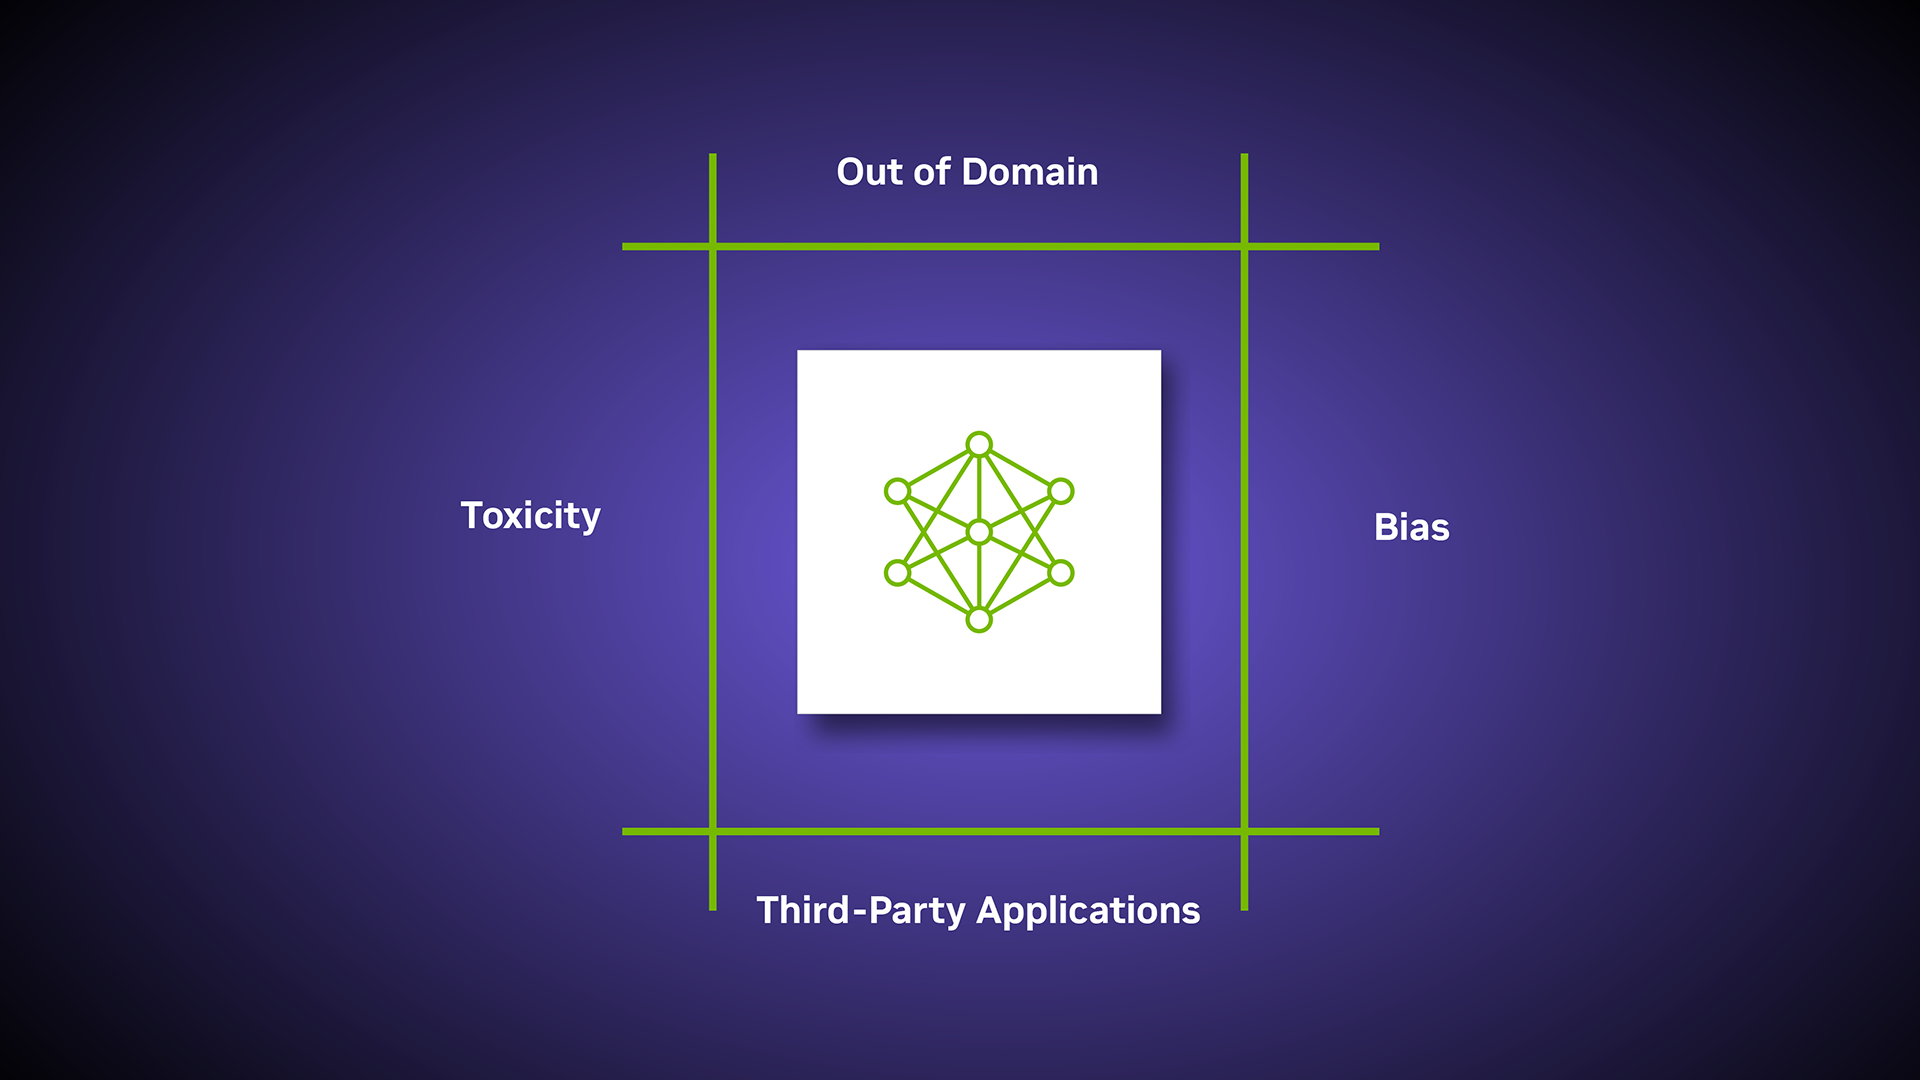 Out of Domain
Toxicity
Bias
Third-Party Applications